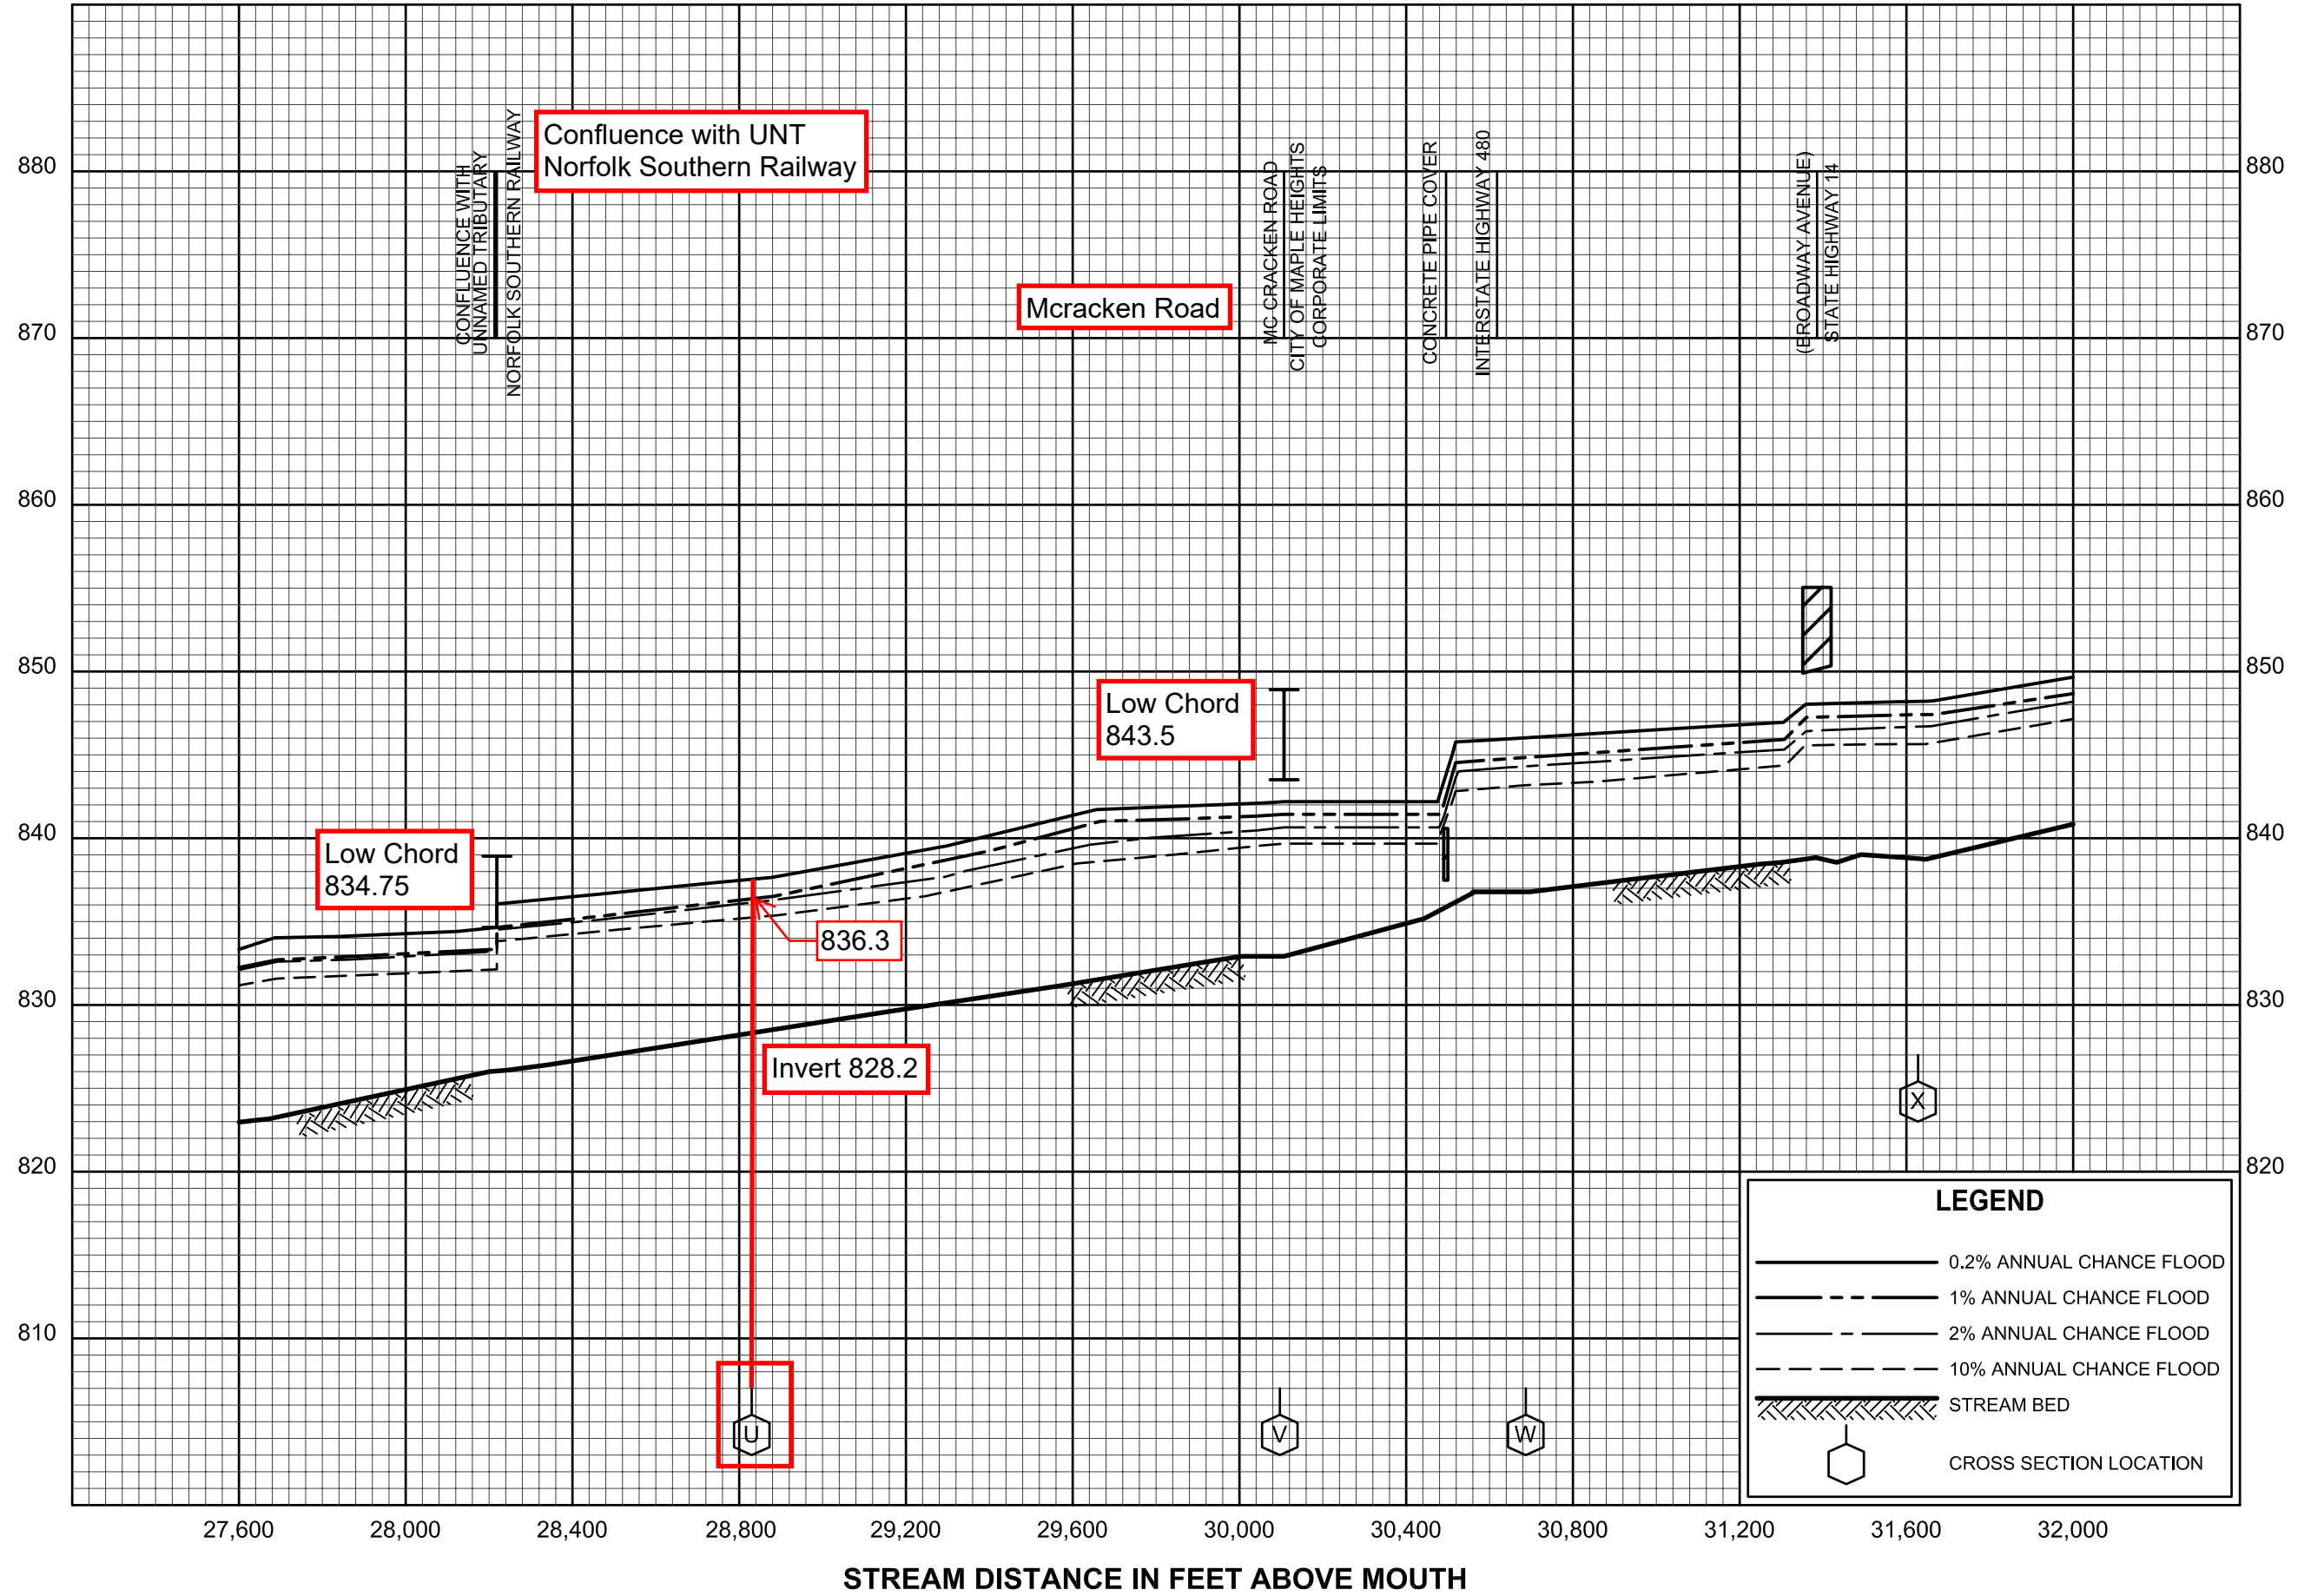 CONFLUENCE WITH
UNNAMED TRIBUTARY
NORFOLK SOUTHERN RAILWAY
Confluence with UNT
Norfolk Southern Railway
MC CRACKEN ROAD
CITY OF MAPLE HEIGHTS
CORPORATE LIMITS
CONCRETE PIPE COVER
INTERSTATE HIGHWAY 480
(BROADWAY AVENUE)
STATE HIGHWAY 14
880 880
Mcracken Road
870 870
860 860
850 850
Low Chord
843.5
840 840
Low Chord
834.75
836.3
830 830
Invert 828.2
X
820 820
810
U V W
LEGEND
0.2% ANNUAL CHANCE FLOOD
1% ANNUAL CHANCE FLOOD
2% ANNUAL CHANCE FLOOD
10% ANNUAL CHANCE FLOOD
STREAM BED
CROSS SECTION LOCATION
27,600 28,000 28,400 28,800 29,200 29,600 30,000 30,400 30,800 31,200 31,600 32,000
STREAM DISTANCE IN FEET ABOVE MOUTH